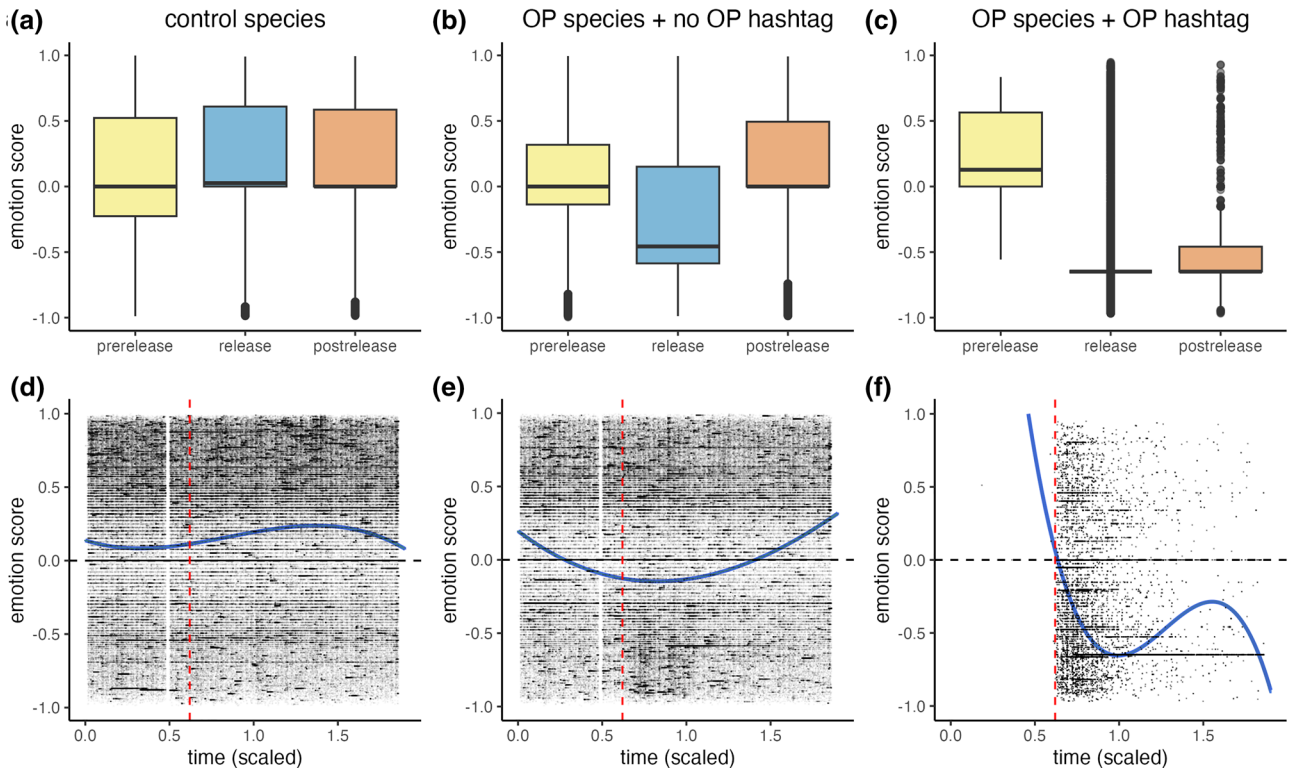 (a) control species
(b) OP species + no OP hashtag
(c) OP species + OP hashtag
emotion score
1.0
0.5
0.0
-0.5
-1.0
prerelease release postrelease
emotion score
1.0
0.5
0.0
-0.5
-1.0
prerelease release postrelease
emotion score
1.0
0.5
0.0
-0.5
-1.0
prerelease release postrelease
(d)
emotion score
1.0
0.5
0.0
-0.5
-1.0
0.0 0.5 1.0 1.5
time (scaled)
(e)
emotion score
1.0
0.5
0.0
-0.5
-1.0
0.0 0.5 1.0 1.5
time (scaled)
(f)
emotion score
1.0
0.5
0.0
-0.5
-1.0
0.0 0.5 1.0 1.5
time (scaled)